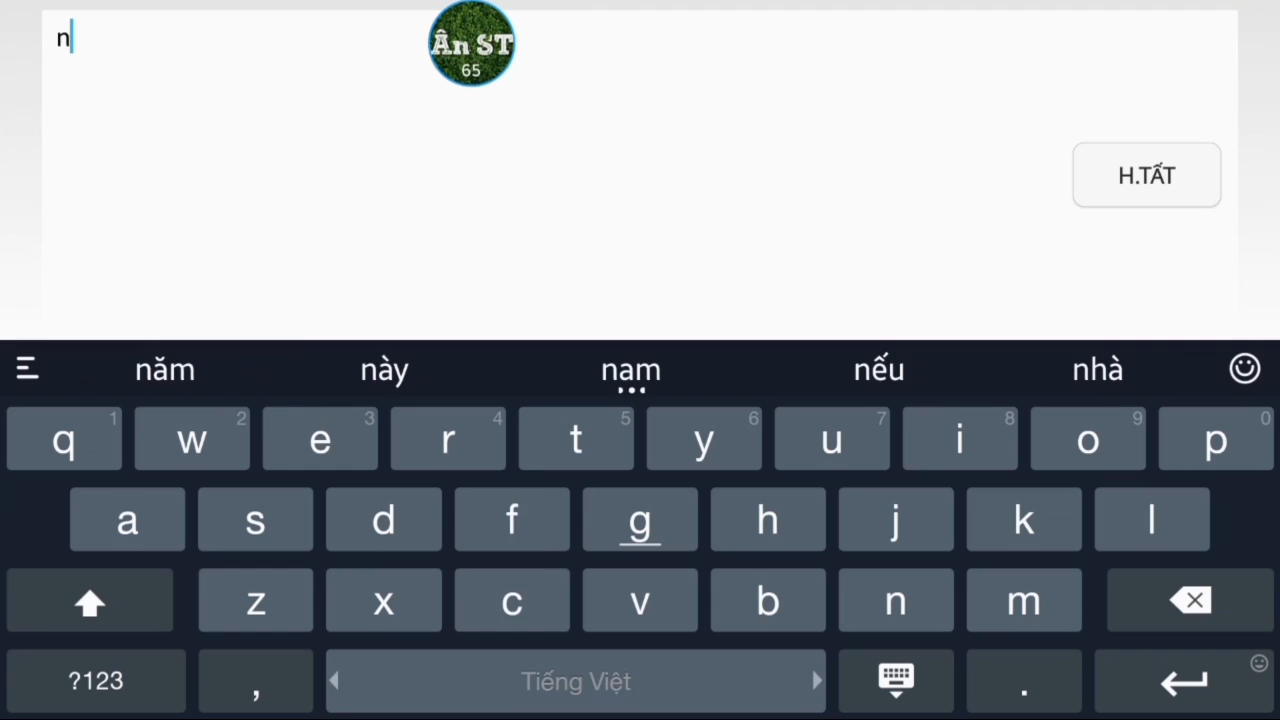 n
Ân ST
65
H.TẤT
năm
này
nam
nếu
nhà
q 1 w 2 e 3 r 4 t 5 y 6 u 7 i 8 o 9 p 0
a s d f g h j k l
z x c v b n m
?123 , Tiếng Việt .